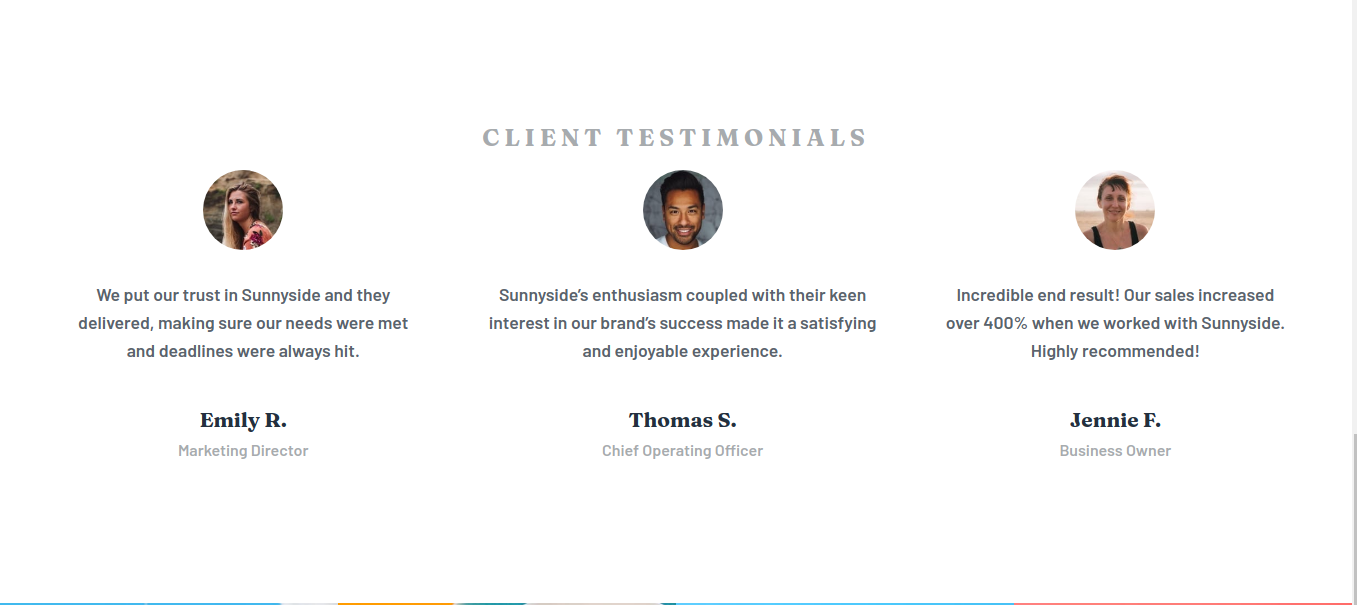 CLIENT TESTIMONIALS
We put our trust in Sunnyside and they
delivered, making sure our needs were met
and deadlines were always hit.
Emily R.
Marketing Director
Sunnyside’s enthusiasm coupled with their keen
interest in our brand’s success made it a satisfying
and enjoyable experience.
Thomas S.
Chief Operating Officer
Incredible end result! Our sales increased
over 400% when we worked with Sunnyside.
Highly recommended!
Jennie F.
Business Owner